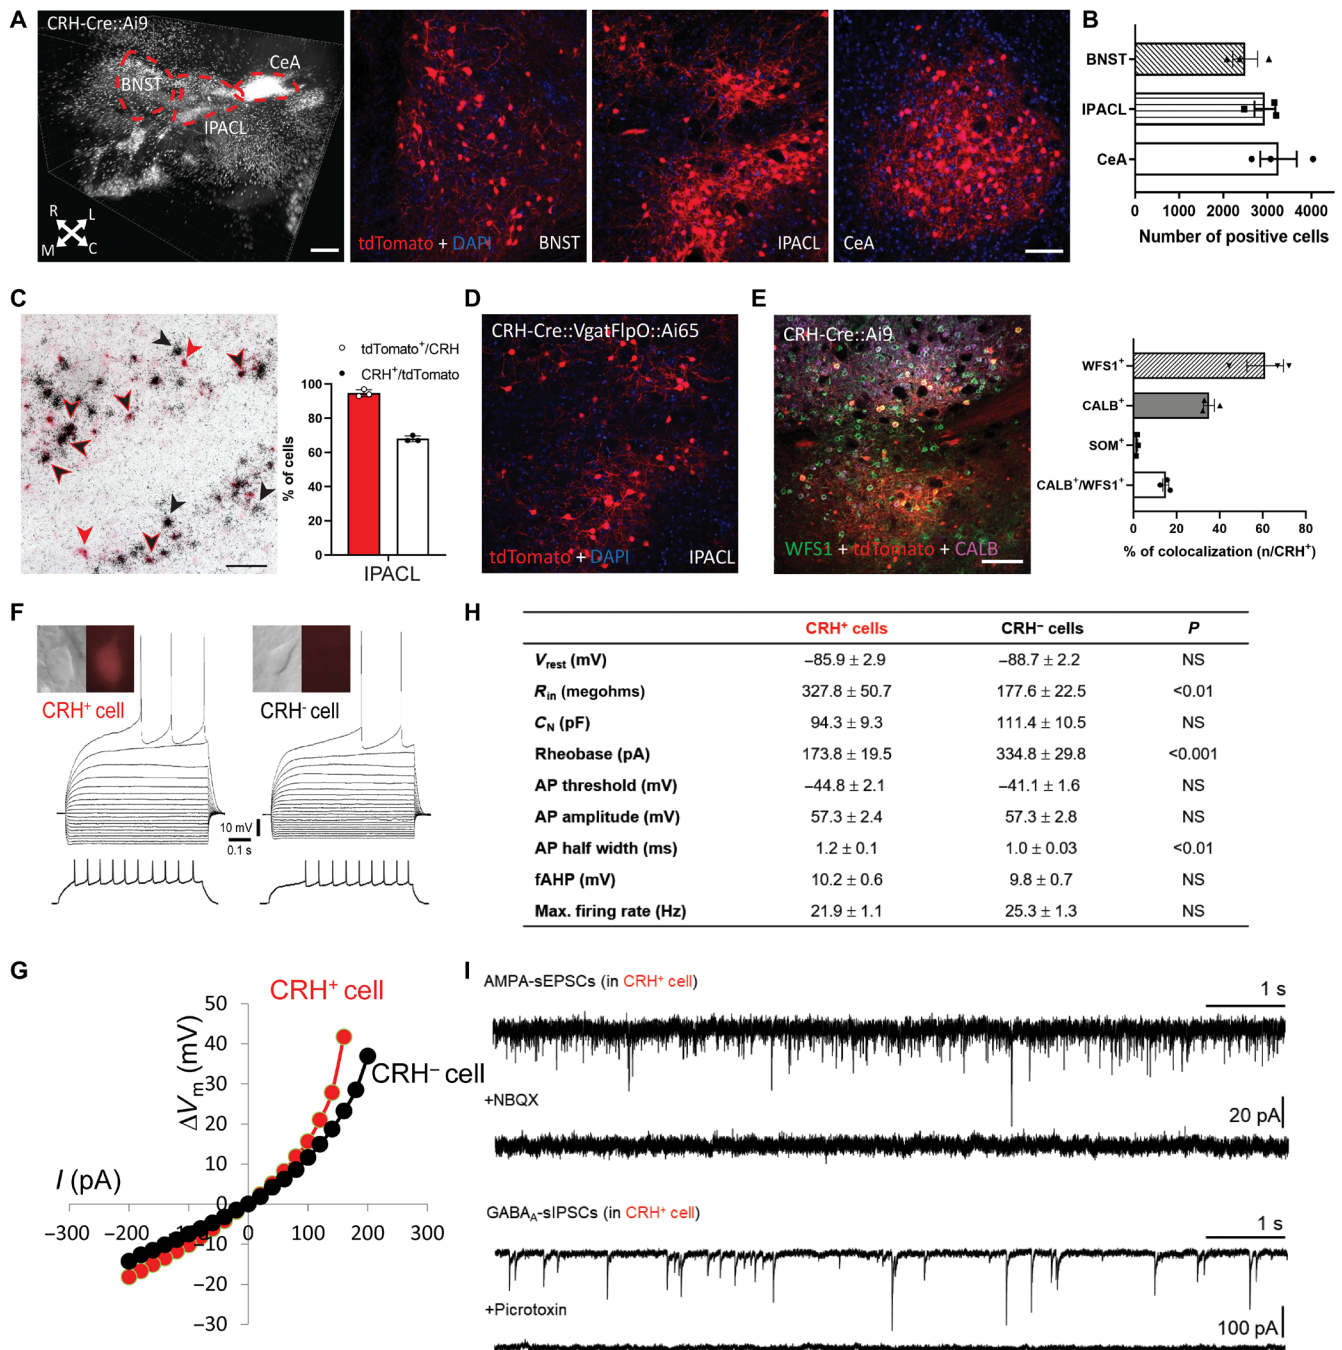 A
CRH-Cre::Ai9
BNST
CeA
IPACL
R
L
M
C
tdTomato + DAPI
BNST
IPACL
CeA
B
BNST
IPACL
CeA
0
1000
2000
3000
4000
Number of positive cells
C
tdTomato⁺/CRH
CRH⁺/tdTomato
% of cells
100
80
60
40
20
0
IPACL
D
CRH-Cre::VgatFlpO::Ai65
tdTomato + DAPI
IPACL
E
CRH-Cre::Ai9
WFS1 + tdTomato + CALB
WFS1⁺
CALB⁺
SOM⁺
CALB⁺/WFS1⁺
0
20
40
60
80
% of colocalization (n/CRH⁺)
F
CRH⁺ cell
CRH⁻ cell
10 mV
0.1 s
H
CRH⁺ cells CRH⁻ cells P
Vrest (mV) –85.9 ± 2.9 –88.7 ± 2.2 NS
Rin (megohms) 327.8 ± 50.7 177.6 ± 22.5 <0.01
CN (pF) 94.3 ± 9.3 111.4 ± 10.5 NS
Rheobase (pA) 173.8 ± 19.5 334.8 ± 29.8 <0.001
AP threshold (mV) –44.8 ± 2.1 –41.1 ± 1.6 NS
AP amplitude (mV) 57.3 ± 2.4 57.3 ± 2.8 NS
AP half width (ms) 1.2 ± 0.1 1.0 ± 0.03 <0.01
fAHP (mV) 10.2 ± 0.6 9.8 ± 0.7 NS
Max. firing rate (Hz) 21.9 ± 1.1 25.3 ± 1.3 NS
G
CRH⁺ cell
CRH⁻ cell
ΔVm (mV)
I (pA)
50
40
30
20
10
0
–10
–20
–30
–300
–200
–100
0
100
200
300
I
AMPA-sEPSCs (in CRH⁺ cell)
1 s
+NBQX
20 pA
GABAA-sIPSCs (in CRH⁺ cell)
1 s
+Picrotoxin
100 pA